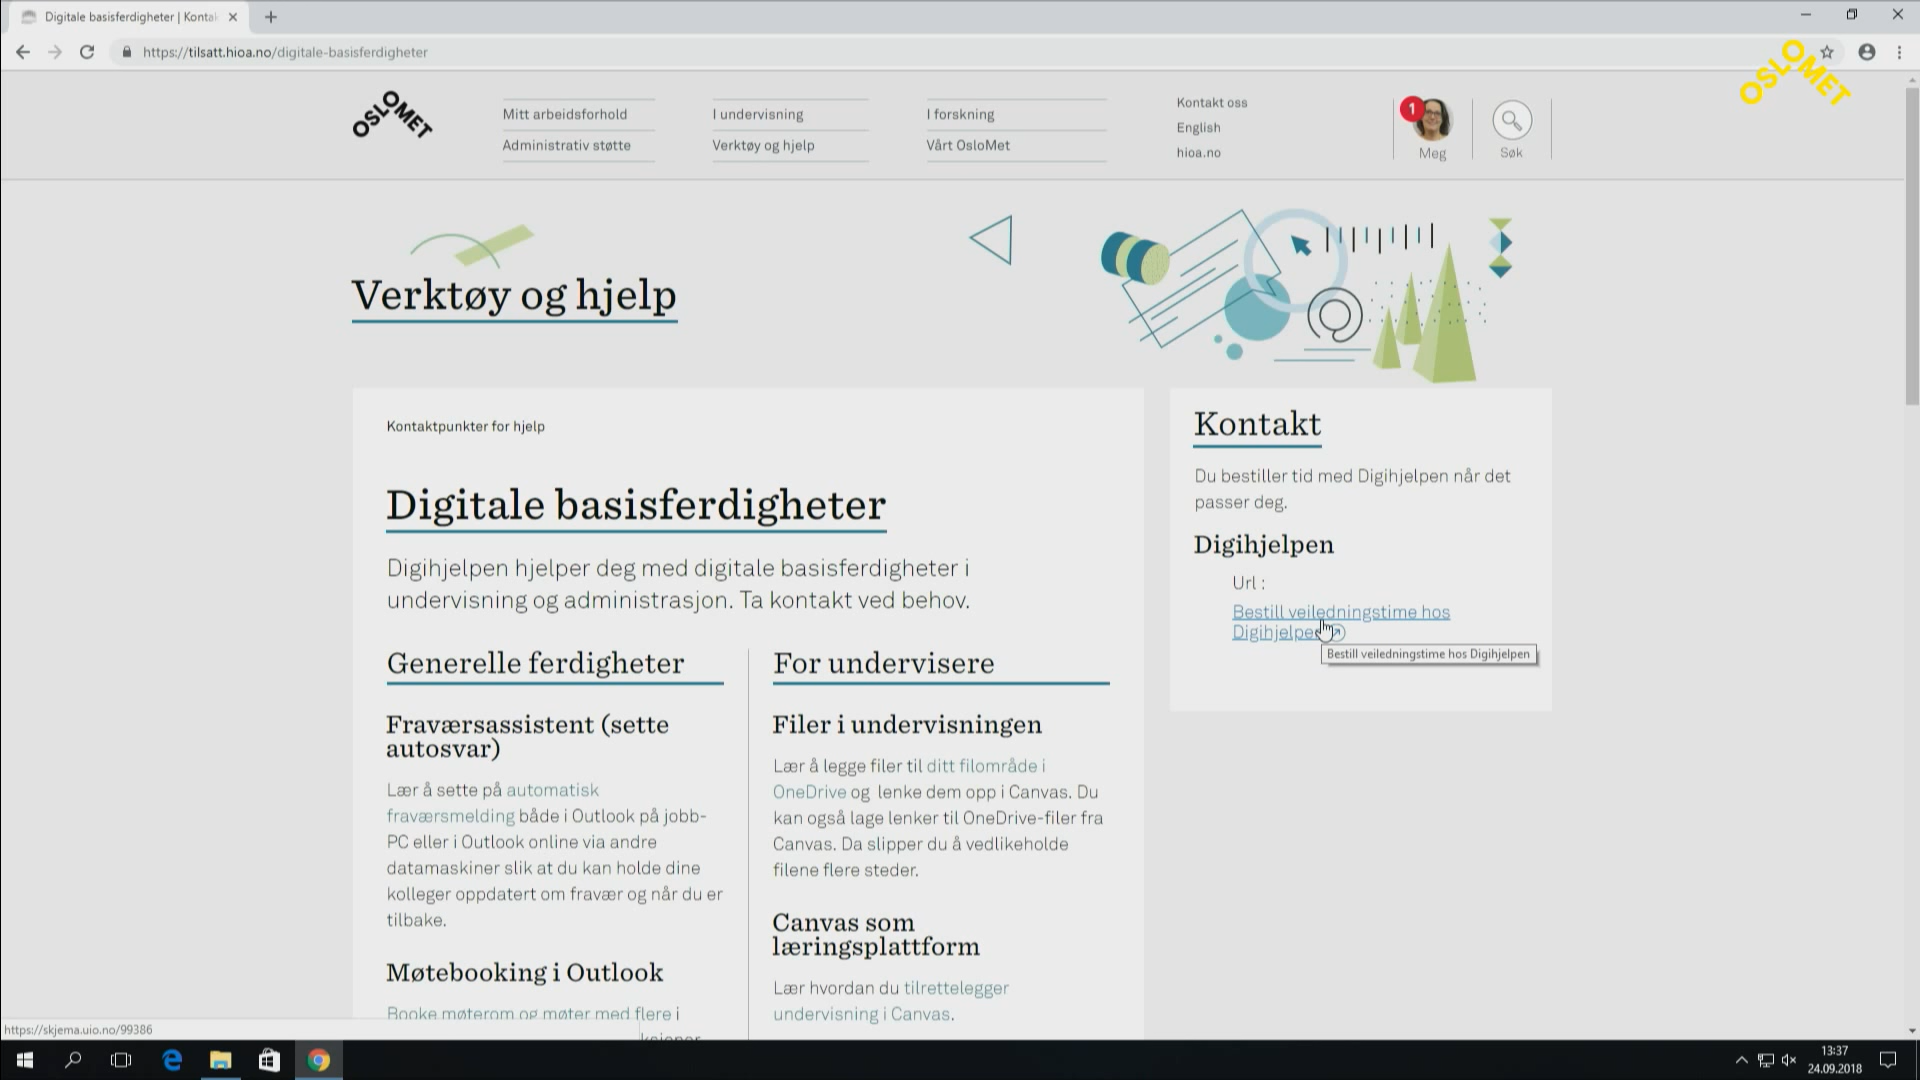 Digitale basisferdigheter | Konta
https://tilsatt.hioa.no/digitale-basisferdigheter
OSLOMET
OSLOMET
Mitt arbeidsforhold
I undervisning
I forskning
Administrativ støtte
Verktøy og hjelp
Vårt OsloMet
Kontakt oss
English
hioa.no
1
Meg
Søk
Verktøy og hjelp
Kontaktpunkter for hjelp
Digitale basisferdigheter
Digihjelpen hjelper deg med digitale basisferdigheter i
undervisning og administrasjon. Ta kontakt ved behov.
Generelle ferdigheter
Fraværsassistent (sette
autosvar)
Lær å sette på automatisk
fraværsmelding både i Outlook på jobb-
PC eller i Outlook online via andre
datamaskiner slik at du kan holde dine
kolleger oppdatert om fravær og når du er
tilbake.
Møtebooking i Outlook
Booke møterom og møter med flere i
For undervisere
Filer i undervisningen
Lær å legge filer til ditt filområde i
OneDrive og lenke dem opp i Canvas. Du
kan også lage lenker til OneDrive-filer fra
Canvas. Da slipper du å vedlikeholde
filene flere steder.
Canvas som
læringsplattform
Lær hvordan du tilrettelegger
undervisning i Canvas.
Kontakt
Du bestiller tid med Digihjelpen når det
passer deg.
Digihjelpen
Url :
Bestill veiledningstime hos
Digihjelpe
Bestill veiledningstime hos Digihjelpen
https://skjema.uio.no/99386
13:37
24.09.2018